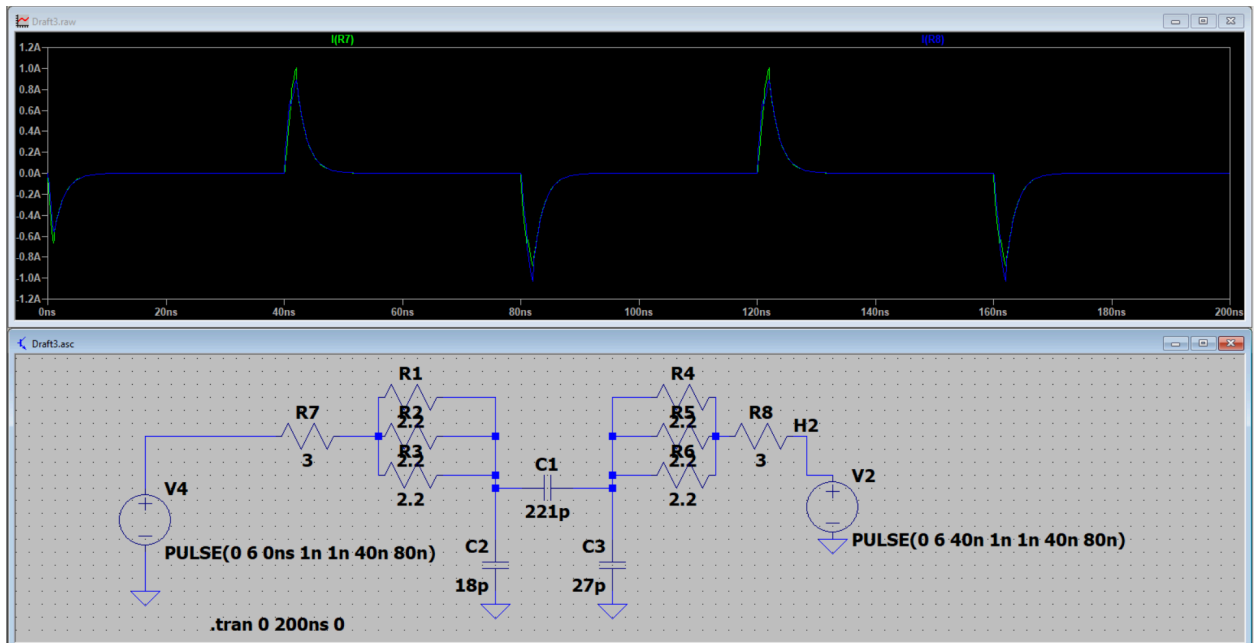 Draft3.raw
I(R7) I(R8)
1.2A
1.0A
0.8A
0.6A
0.4A
0.2A
0.0A
-0.2A
-0.4A
-0.6A
-0.8A
-1.0A
-1.2A
0ns 20ns 40ns 60ns 80ns 100ns 120ns 140ns 160ns 180ns 200ns
Draft3.asc
R1 R4
R7 R2 R5 R8 H2
2.2 2.2
3 R3 R6 3
2.2 2.2
V4 2.2 C1 2.2 V2
221p
PULSE(0 6 0ns 1n 1n 40n 80n) PULSE(0 6 40n 1n 1n 40n 80n)
C2 C3
18p 27p
.tran 0 200ns 0